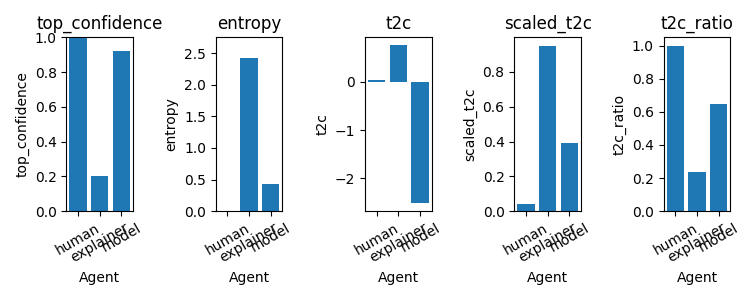 top_confidence
entropy
t2c
scaled_t2c
t2c_ratio
top_confidence
1.0
0.8
0.6
0.4
0.2
0.0
human
explainer
model
Agent
entropy
2.5
2.0
1.5
1.0
0.5
0.0
human
explainer
model
Agent
t2c
0
−1
−2
human
explainer
model
Agent
scaled_t2c
0.8
0.6
0.4
0.2
0.0
human
explainer
model
Agent
t2c_ratio
1.0
0.8
0.6
0.4
0.2
0.0
human
explainer
model
Agent